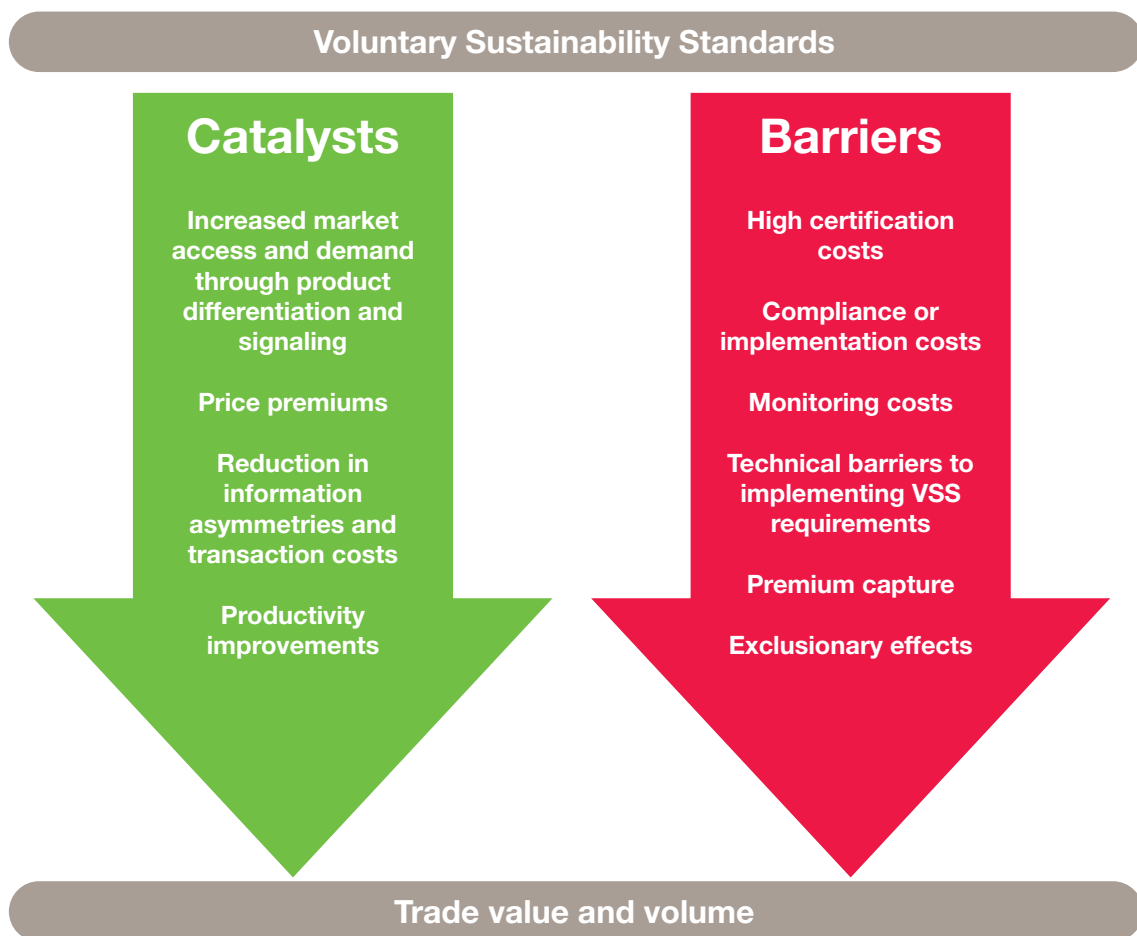 Voluntary Sustainability Standards
Catalysts
Increased market
access and demand
through product
differentiation and
signaling
Price premiums
Reduction in
information
asymmetries and
transaction costs
Productivity
improvements
Barriers
High certification
costs
Compliance or
implementation costs
Monitoring costs
Technical barriers to
implementing VSS
requirements
Premium capture
Exclusionary effects
Trade value and volume